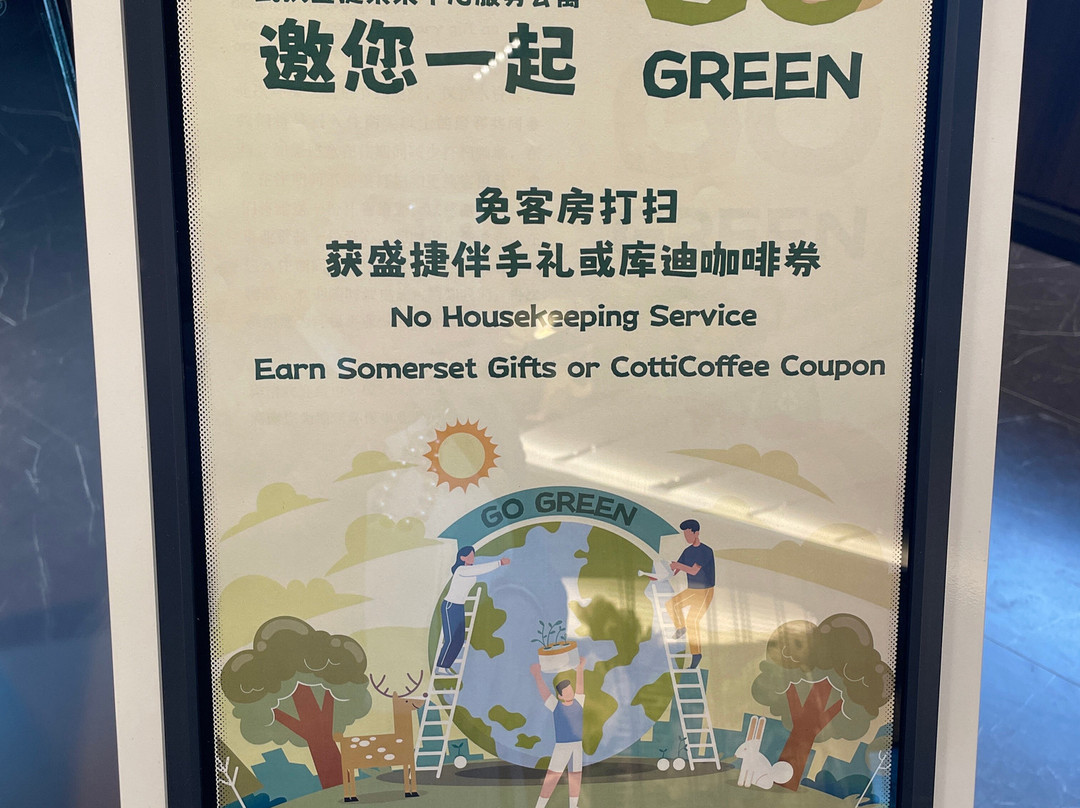 邀您一起
GO
GREEN
免客房打扫
获盛捷伴手礼或库迪咖啡券
No Housekeeping Service
Earn Somerset Gifts or CottiCoffee Coupon
GO GREEN